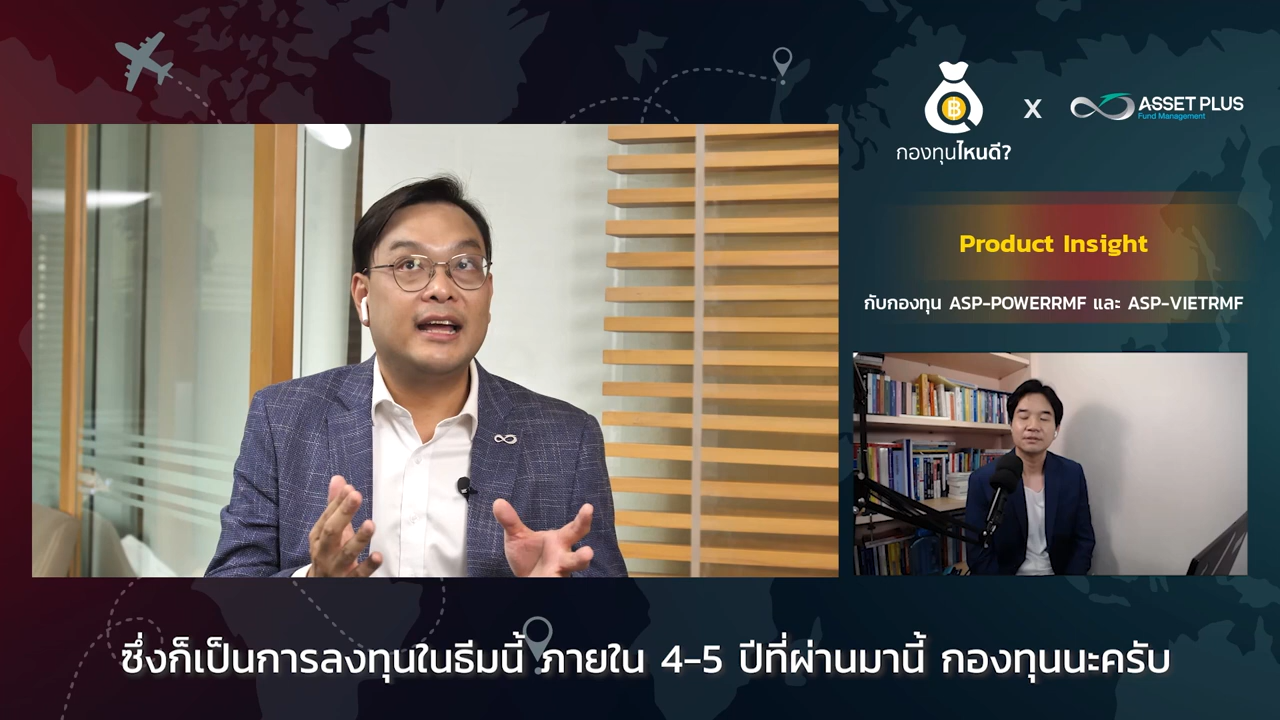 กองทุนไหนดี?
X
ASSET PLUS
Fund Management
Product Insight
กับกองทุน ASP-POWERRMF และ ASP-VIETRMF
ซึ่งก็เป็นการลงทุนในธีมนี้ ภายใน 4-5 ปีที่ผ่านมานี้ กองทุนนะครับ